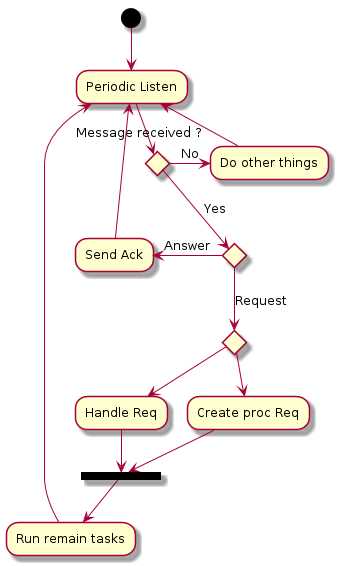 Periodic Listen
Message received ?
No
Do other things
Yes
Answer
Send Ack
Request
Handle Req
Create proc Req
Run remain tasks